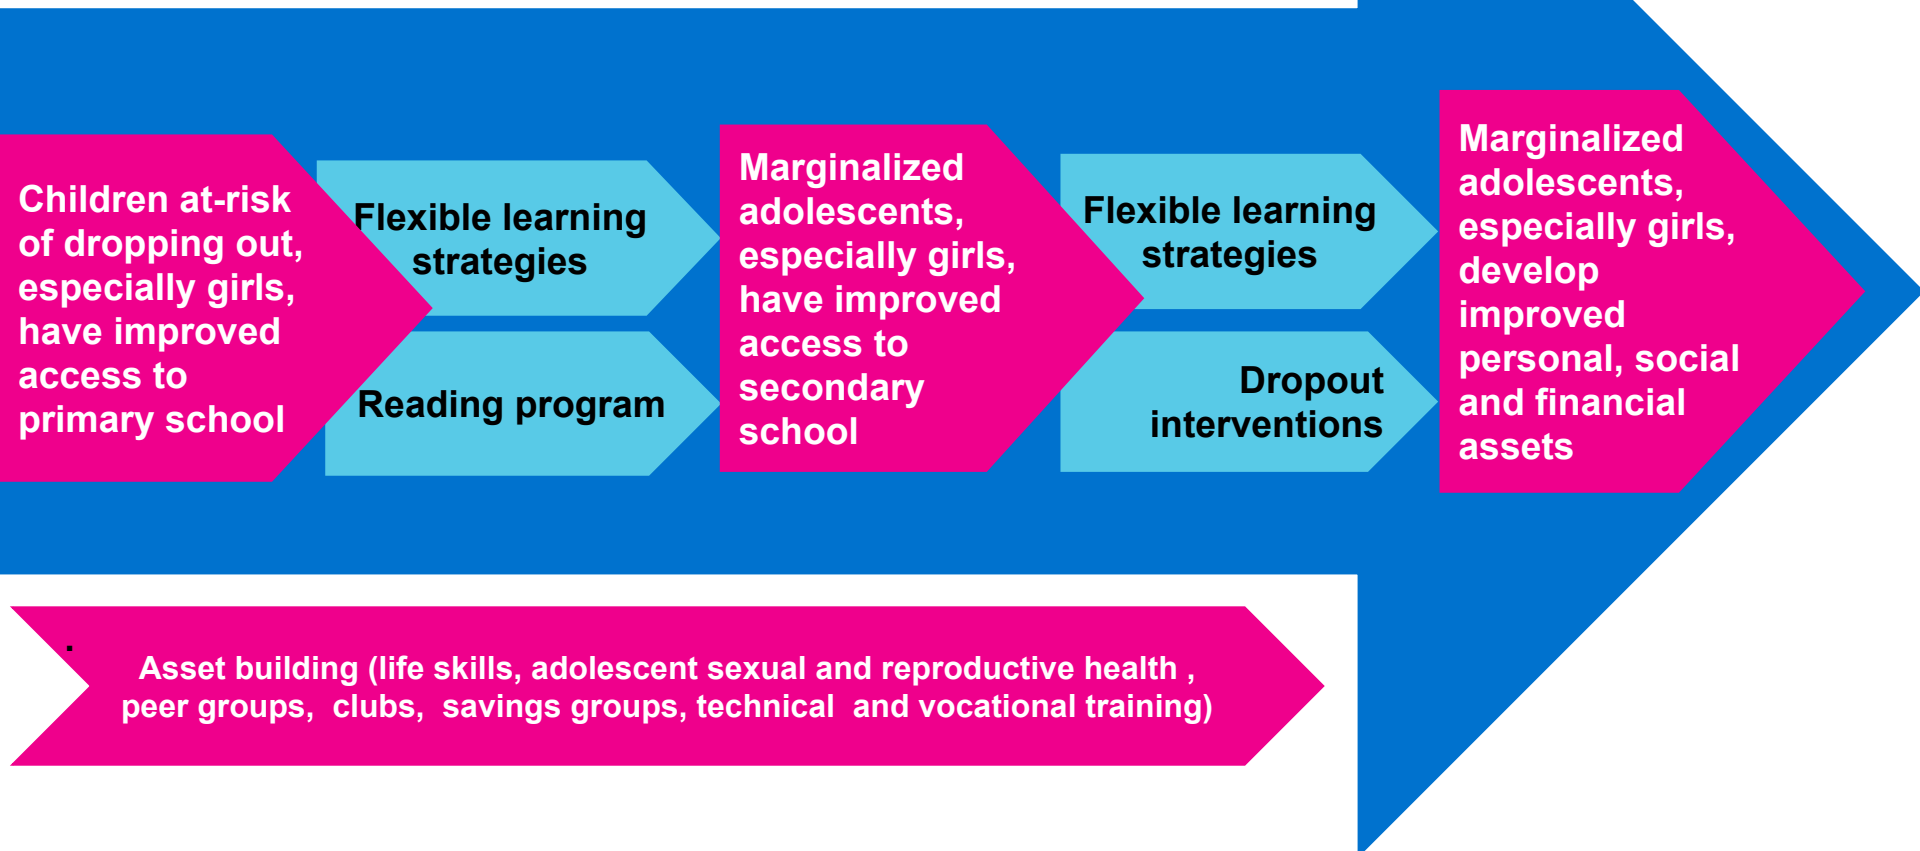 Children at-risk
of dropping out,
especially girls,
have improved
access to
primary school
Flexible learning
strategies
Reading program
Marginalized
adolescents,
especially girls,
have improved
access to
secondary
school
Flexible learning
strategies
Dropout
interventions
Marginalized
adolescents,
especially girls,
develop
improved
personal, social
and financial
assets
.
Asset building (life skills, adolescent sexual and reproductive health ,
peer groups,  clubs,  savings groups, technical  and vocational training)